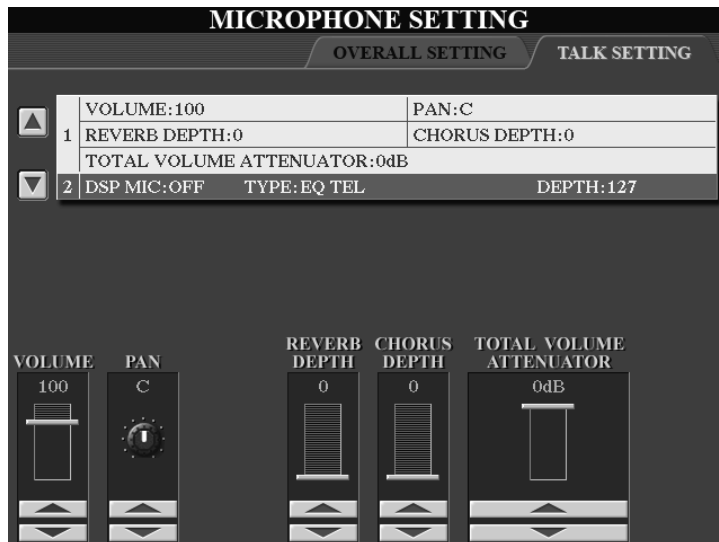 MICROPHONE SETTING
OVERALL SETTING TALK SETTING
1 VOLUME:100 PAN:C
REVERB DEPTH:0 CHORUS DEPTH:0
TOTAL VOLUME ATTENUATOR:0dB
2 DSP MIC:OFF TYPE:EQ TEL DEPTH:127
VOLUME
100
PAN
C
REVERB
DEPTH
0
CHORUS
DEPTH
0
TOTAL VOLUME
ATTENUATOR
0dB